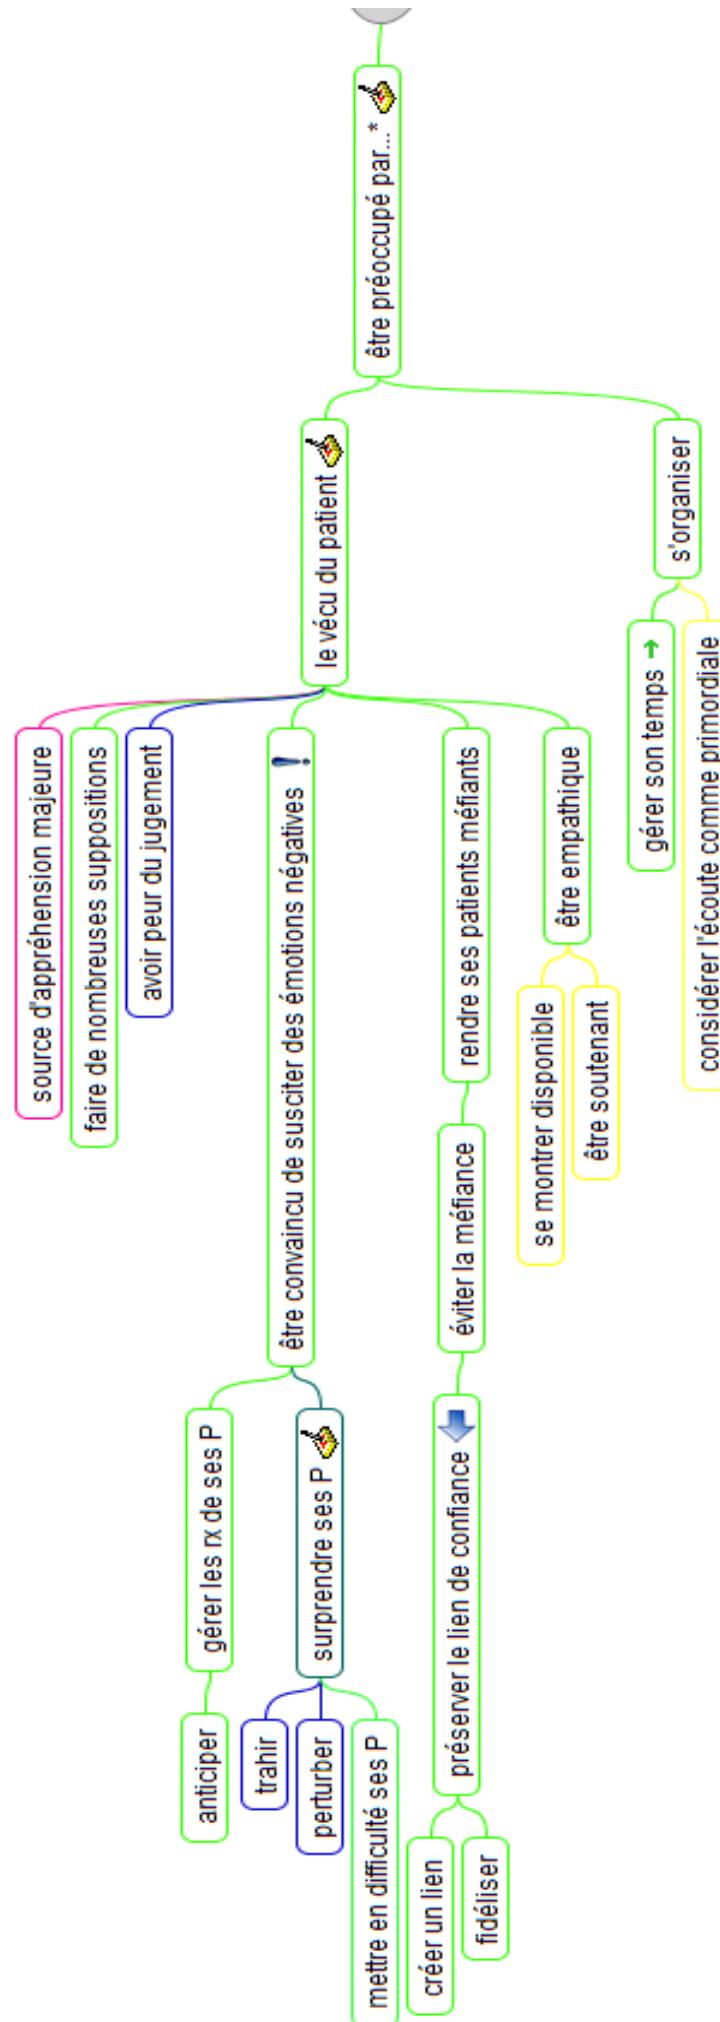 être préoccupé par... *
le vécu du patient
source d'appréhension majeure
faire de nombreuses suppositions
avoir peur du jugement
être convaincu de susciter des émotions négatives
gérer les rx de ses P
anticiper
surprendre ses P
trahir
perturber
mettre en difficulté ses P
rendre ses patients méfiants
éviter la méfiance
préserver le lien de confiance
créer un lien
fidéliser
être empathique
se montrer disponible
être soutenant
s'organiser
gérer son temps
considérer l'écoute comme primordiale